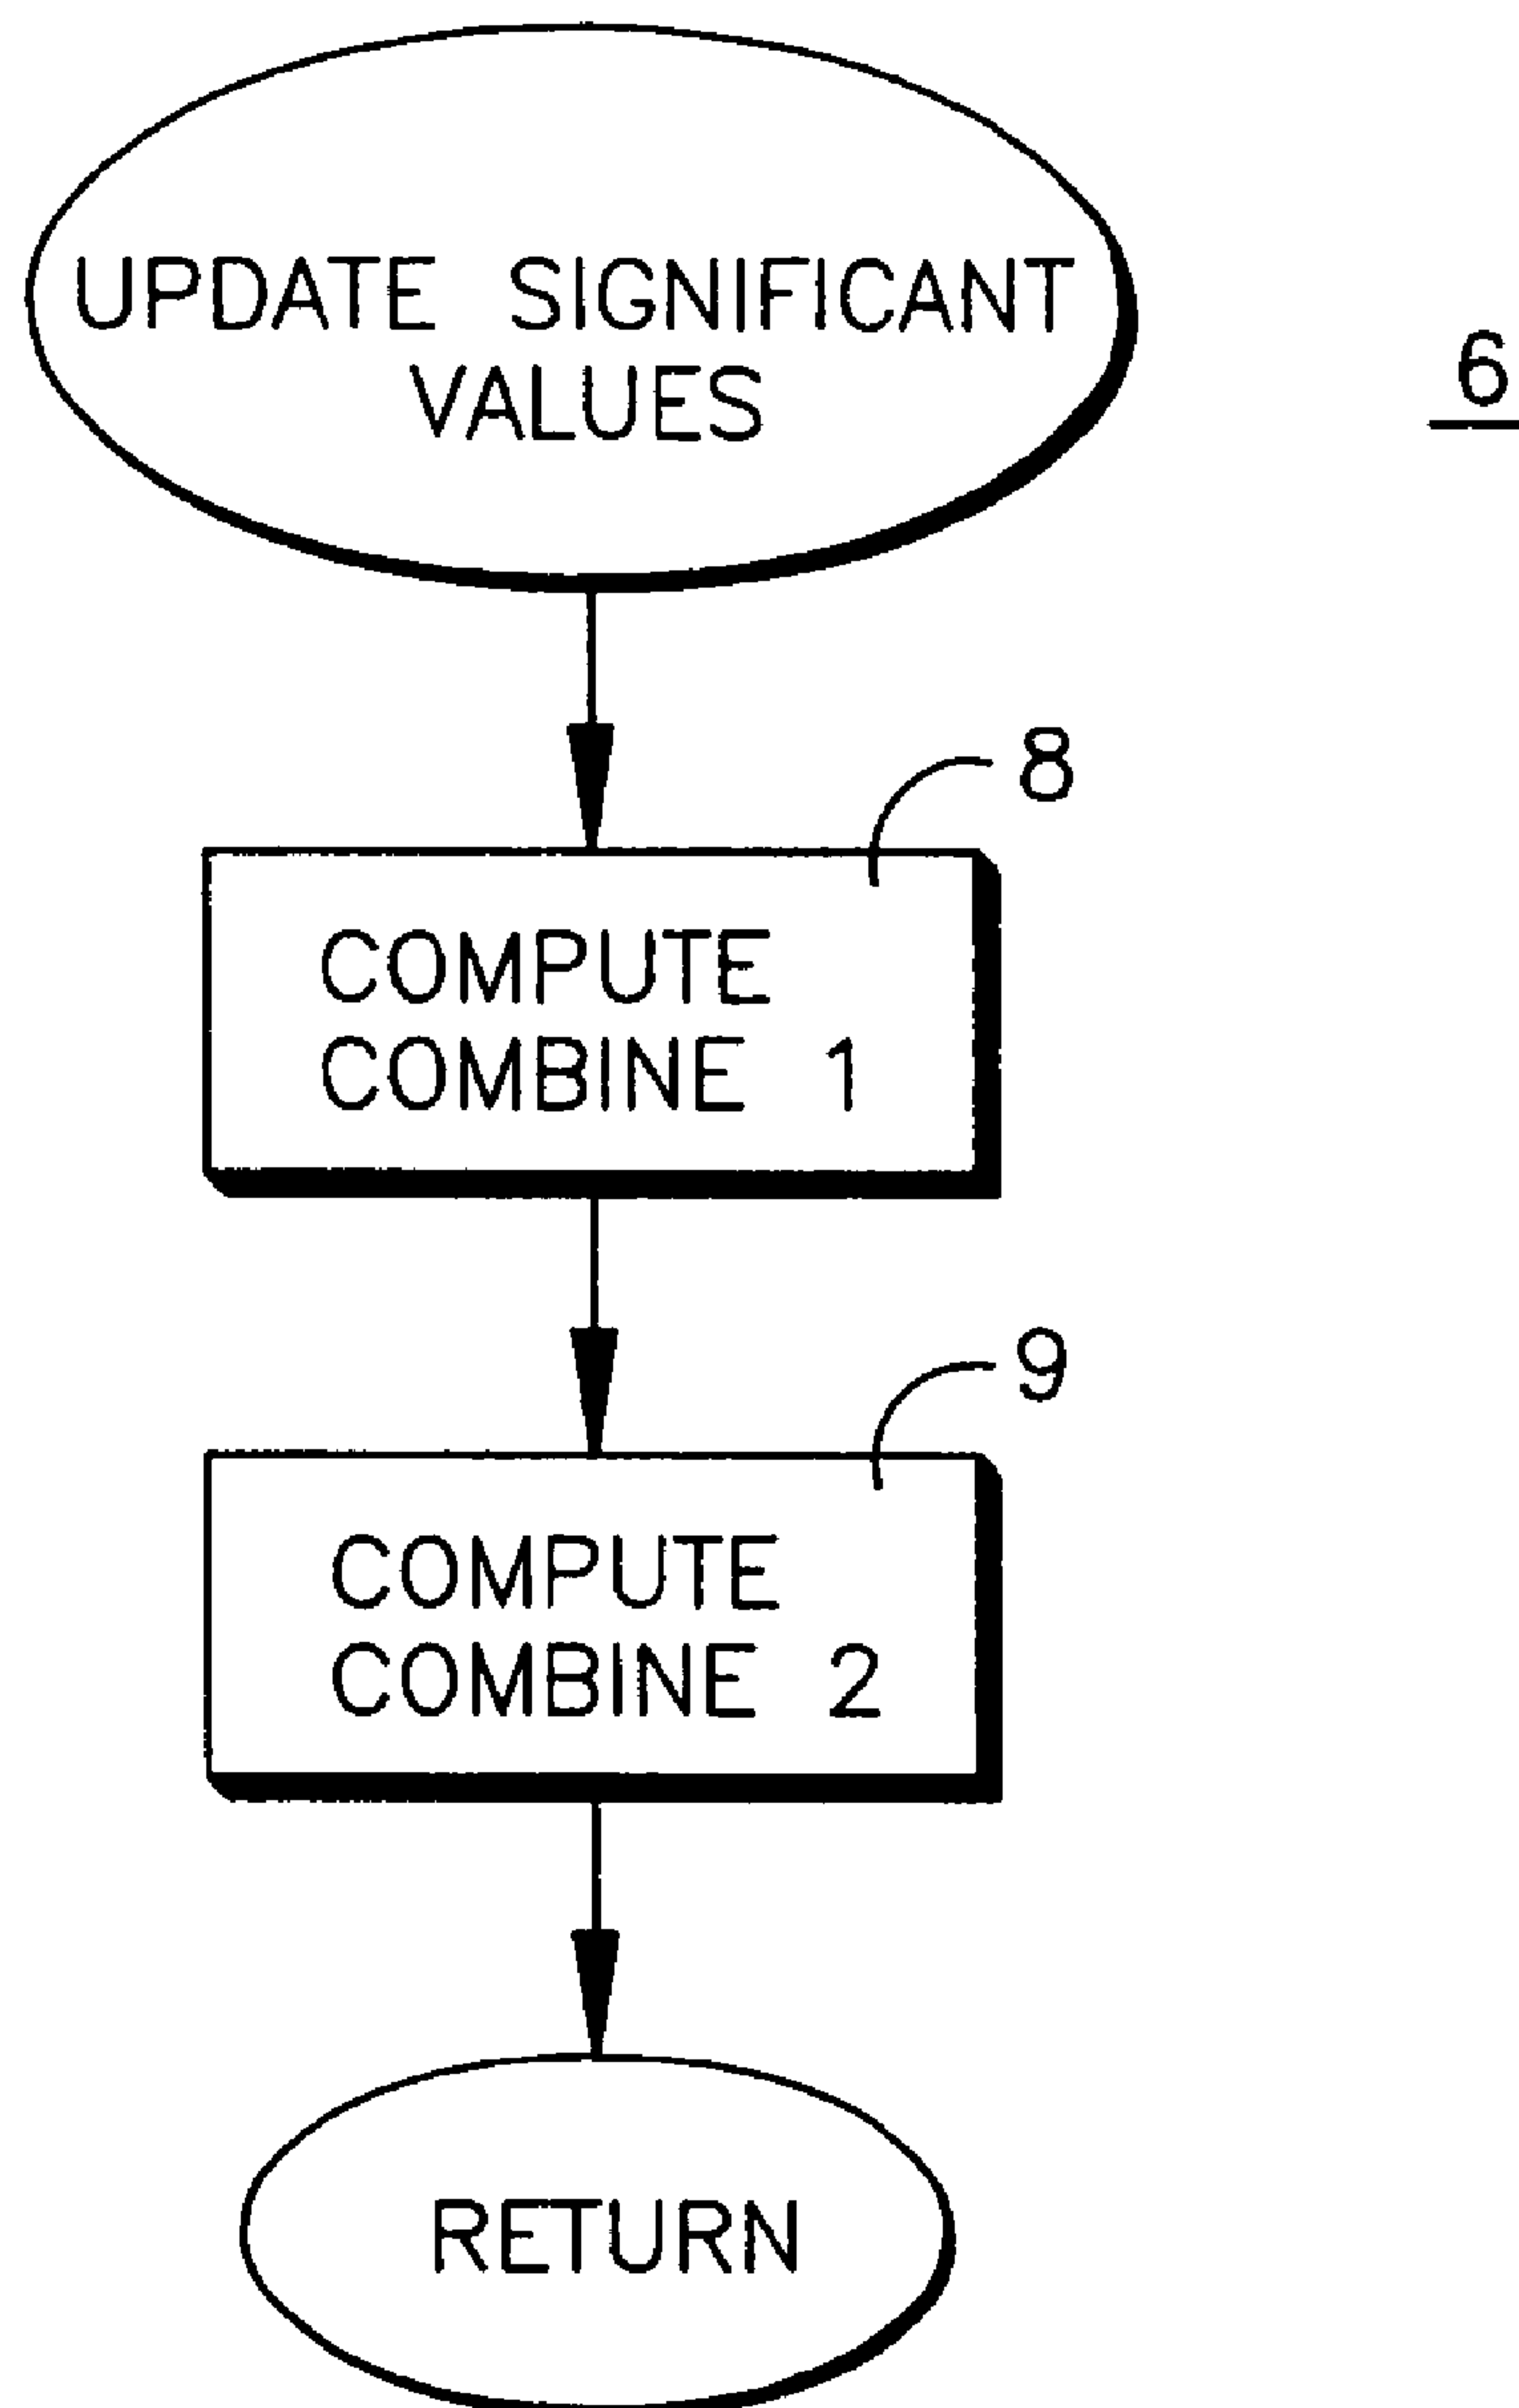 UPDATE SIGNIFICANT
VALUES
6
8
COMPUTE
COMBINE 1
9
COMPUTE
COMBINE 2
RETURN